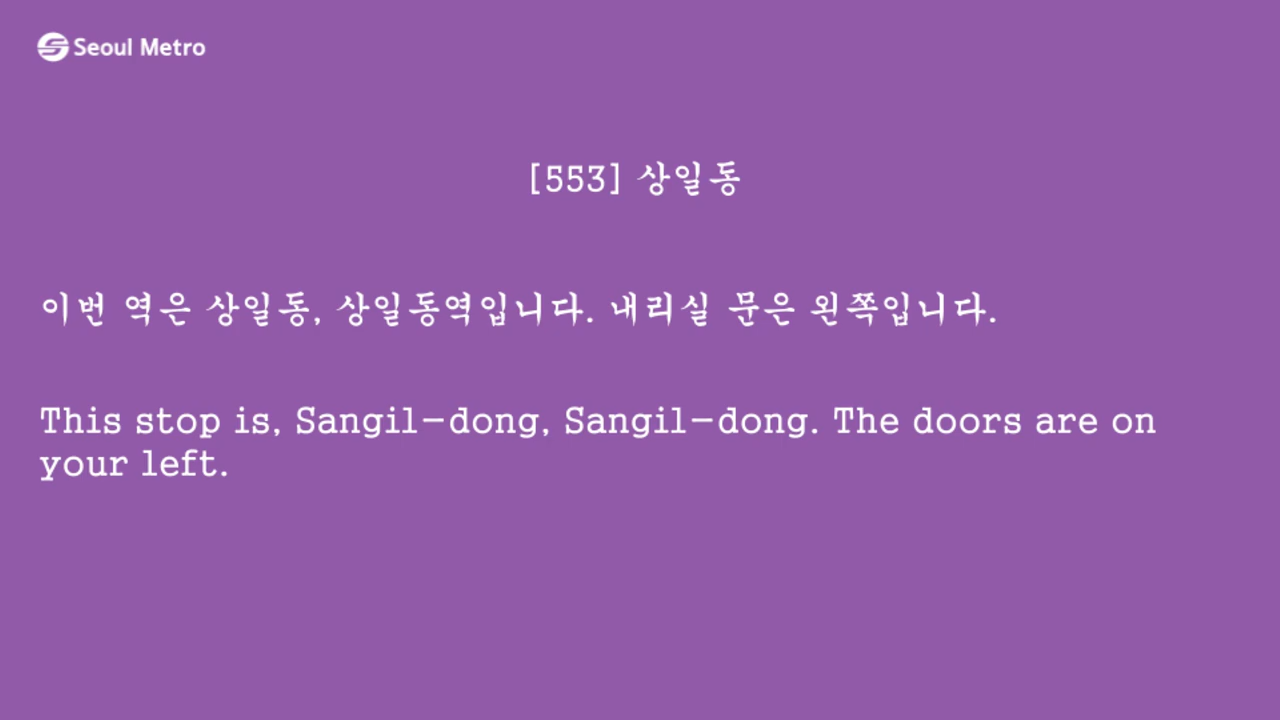 Seoul Metro
[553] 상일동
이번 역은 상일동, 상일동역입니다. 내리실 문은 왼쪽입니다.
This stop is, Sangil-dong, Sangil-dong. The doors are on
your left.